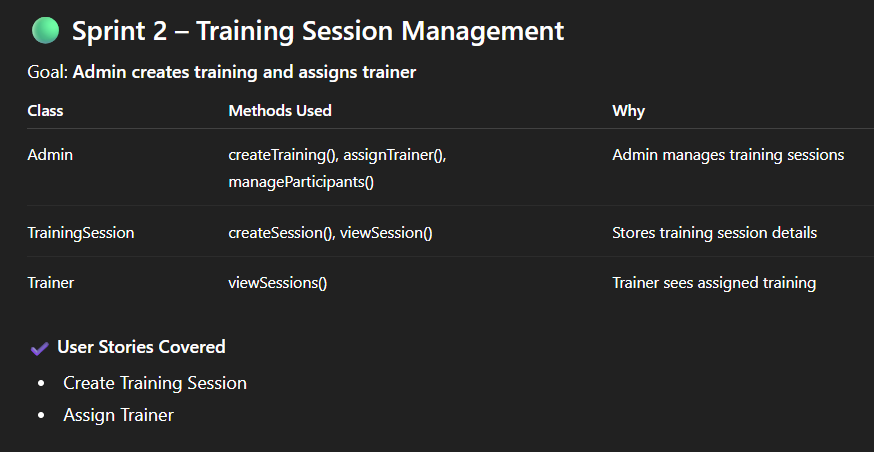 Sprint 2 – Training Session Management
Goal: Admin creates training and assigns trainer
Class Methods Used Why
Admin createTraining(), assignTrainer(), Admin manages training sessions
manageParticipants()
TrainingSession createSession(), viewSession() Stores training session details
Trainer viewSessions() Trainer sees assigned training
User Stories Covered
• Create Training Session
• Assign Trainer